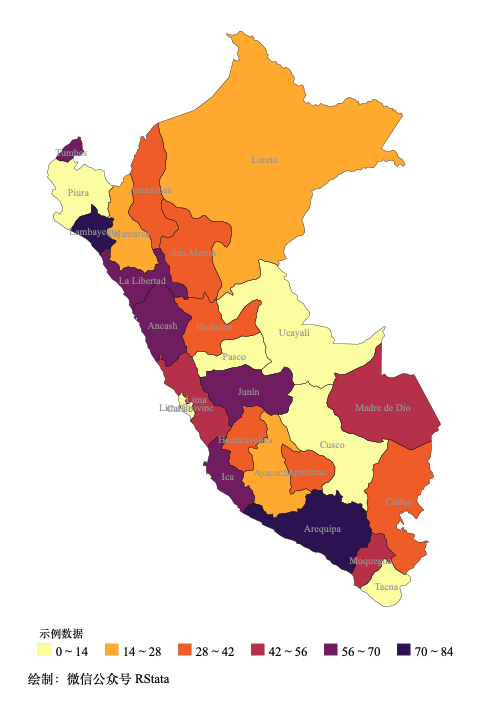 Loreto
Tumbes
Amazonas
Piura
Lambayeque
Cajamarca
San Martín
La Libertad
Ancash
Huánuco
Ucayali
Pasco
Junín
Lima
Callao
Madre de Dio
Huancavelica
Cusco
Ayacucho
Apurímac
Ica
Callao
Arequipa
Moquegua
Tacna
示例数据
0 ~ 14
14 ~ 28
28 ~ 42
42 ~ 56
56 ~ 70
70 ~ 84
绘制：微信公众号 RStata